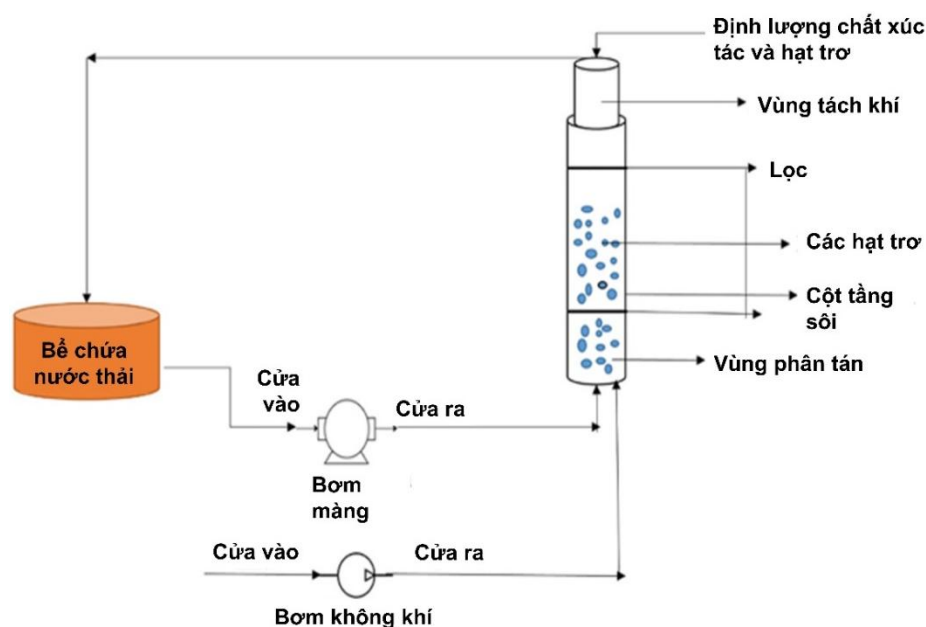 Định lượng chất xúc
tác và hạt trơ
Vùng tách khí
Lọc
Các hạt trơ
Cột tầng
sôi
Vùng phân tán
Bể chứa
nước thải
Cửa
vào
Cửa ra
Bơm
màng
Cửa vào
Cửa ra
Bơm không khí